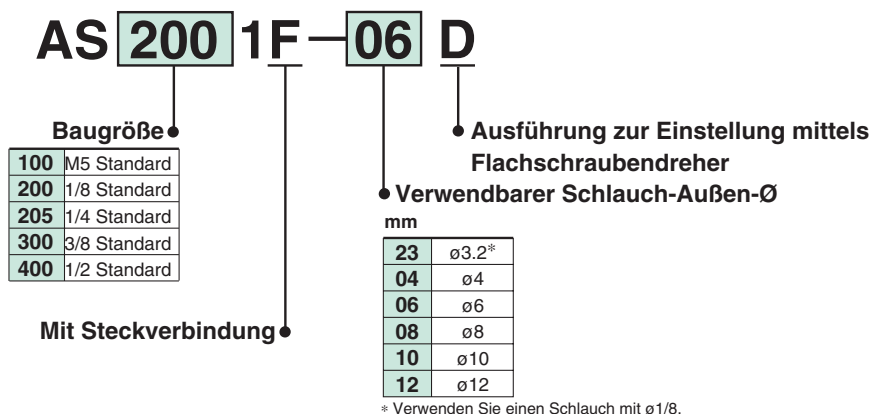 AS 200 1F－06 D
Baugröße
100 M5 Standard
200 1/8 Standard
205 1/4 Standard
300 3/8 Standard
400 1/2 Standard
Mit Steckverbindung
Ausführung zur Einstellung mittels
Flachschraubendreher
Verwendbarer Schlauch-Außen-Ø
mm
23 ø3.2*
04 ø4
06 ø6
08 ø8
10 ø10
12 ø12
* Verwenden Sie einen Schlauch mit ø1/8.